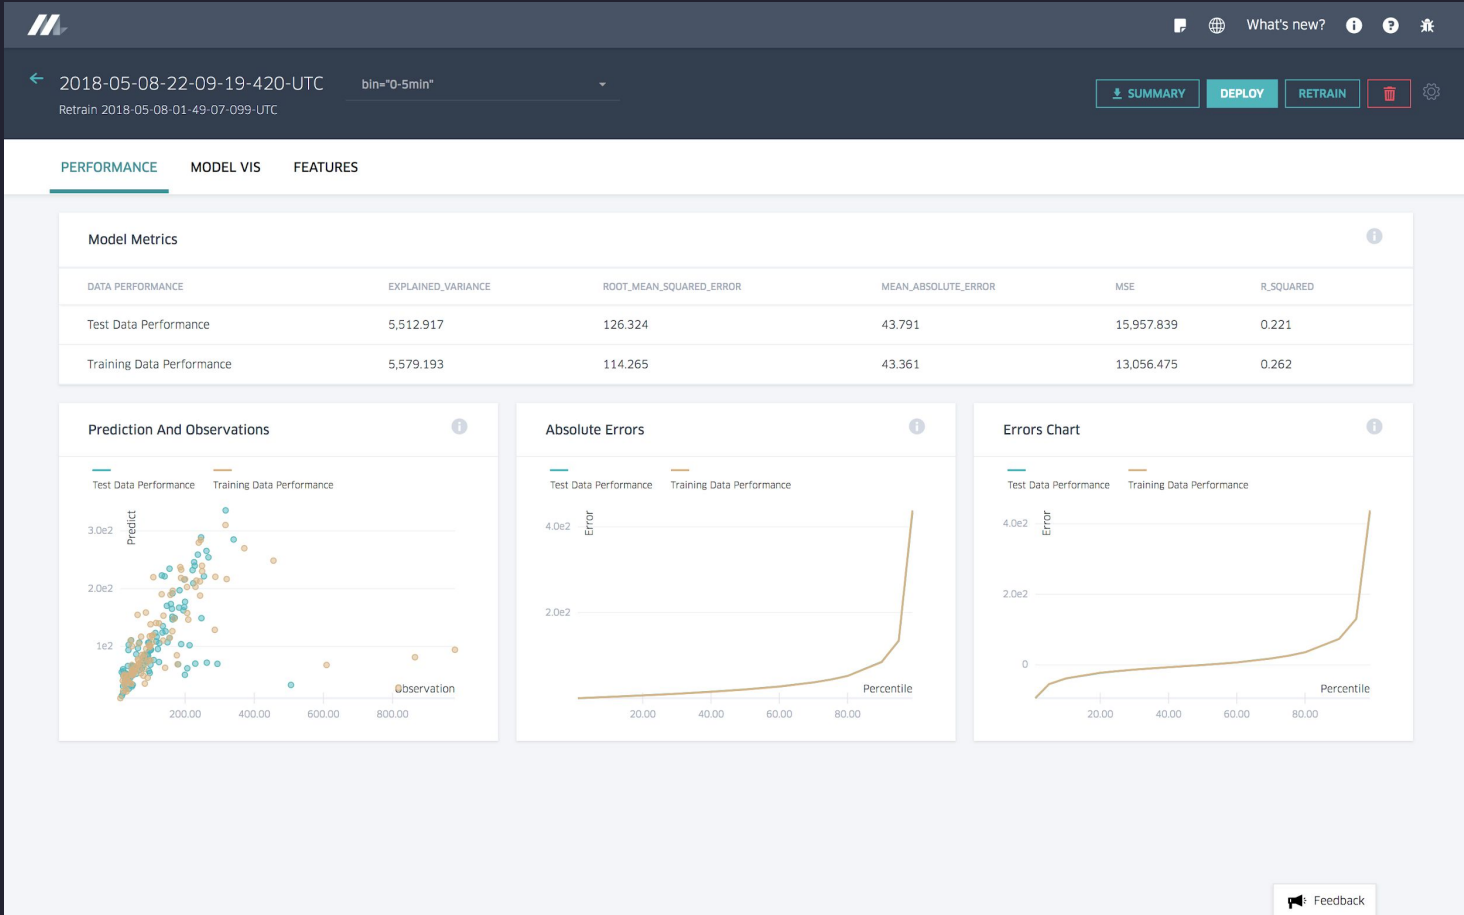 What's new?
2018-05-08-22-09-19-420-UTC
bin="0-5min"
Retrain 2018-05-08-01-49-07-099-UTC
SUMMARY
DEPLOY
RETRAIN
PERFORMANCE
MODEL VIS
FEATURES
Model Metrics
DATA PERFORMANCE EXPLAINED_VARIANCE ROOT_MEAN_SQUARED_ERROR MEAN_ABSOLUTE_ERROR MSE R_SQUARED
Test Data Performance 5,512.917 126.324 43.791 15,957.839 0.221
Training Data Performance 5,579.193 114.265 43.361 13,056.475 0.262
Prediction And Observations
Test Data Performance Training Data Performance
Predict
3.0e2
2.0e2
1e2
Observation
200.00 400.00 600.00 800.00
Absolute Errors
Test Data Performance Training Data Performance
Error
4.0e2
2.0e2
Percentile
20.00 40.00 60.00 80.00
Errors Chart
Test Data Performance Training Data Performance
Error
4.0e2
2.0e2
0
Percentile
20.00 40.00 60.00 80.00
Feedback